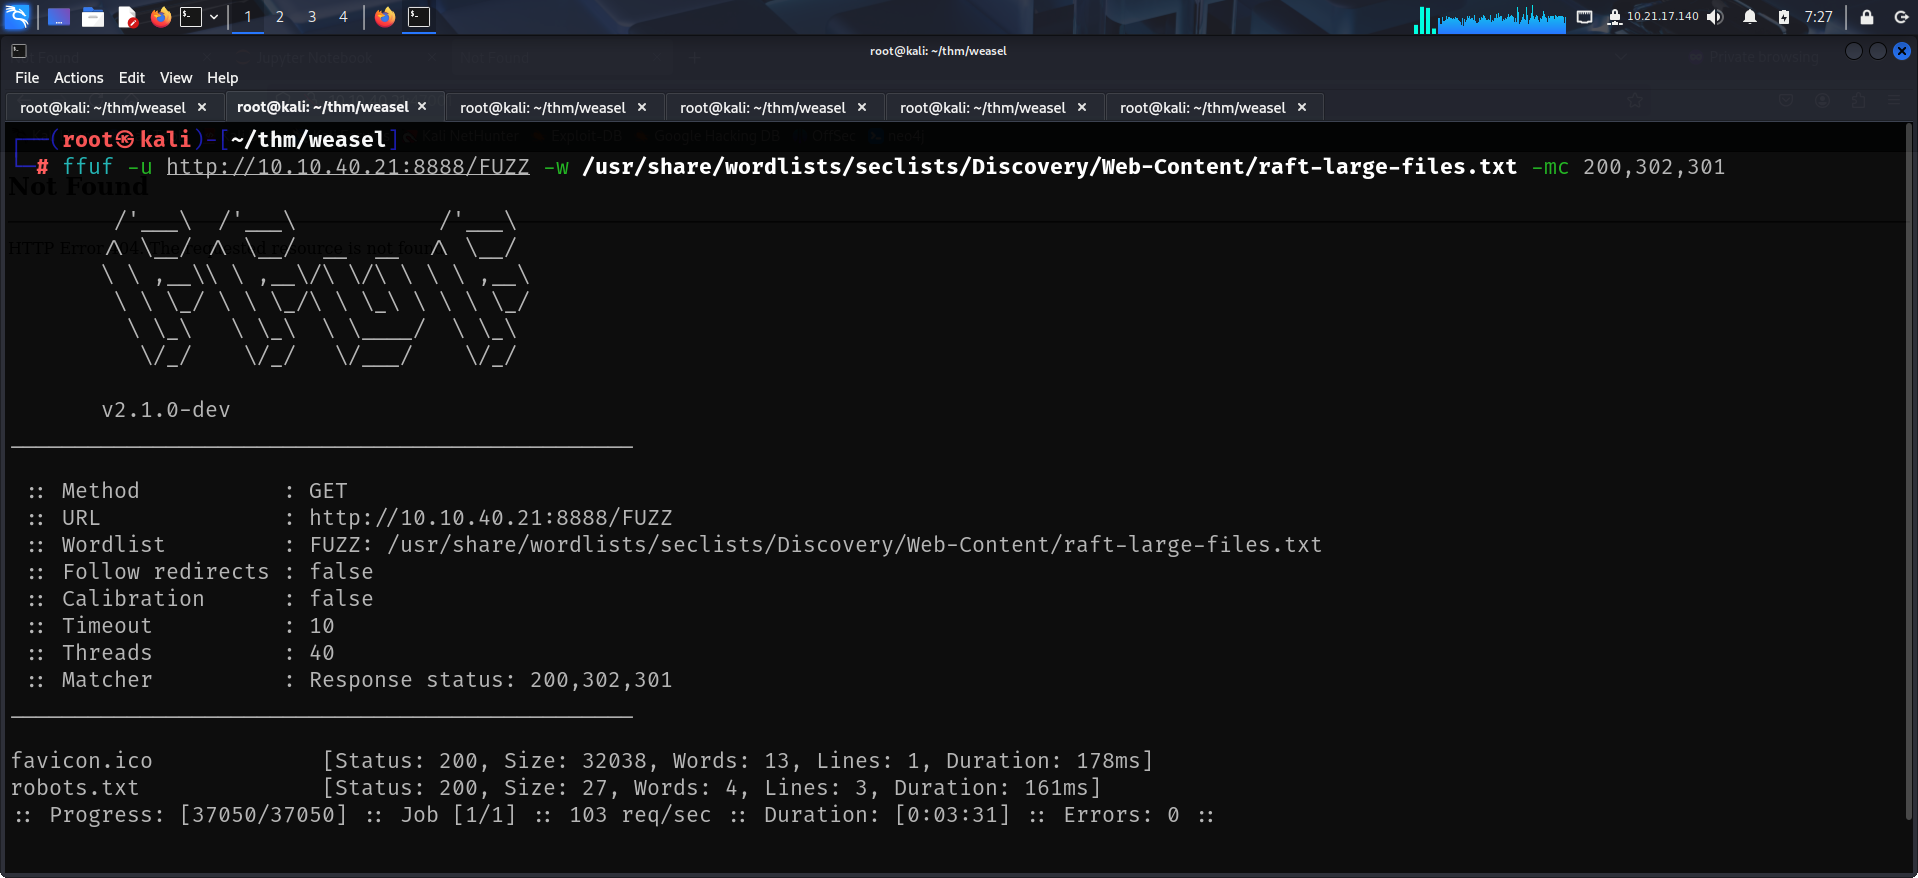 1 2 3 4 10.21.17.140 7:27
root@kali: ~/thm/weasel
File Actions Edit View Help
root@kali: ~/thm/weasel × root@kali: ~/thm/weasel × root@kali: ~/thm/weasel × root@kali: ~/thm/weasel × root@kali: ~/thm/weasel × root@kali: ~/thm/weasel ×
┌──(root㉿kali)-[~/thm/weasel]
└─# ffuf -u http://10.10.40.21:8888/FUZZ -w /usr/share/wordlists/seclists/Discovery/Web-Content/raft-large-files.txt -mc 200,302,301
Not Found
v2.1.0-dev
________________________________________________
:: Method : GET
:: URL : http://10.10.40.21:8888/FUZZ
:: Wordlist : FUZZ: /usr/share/wordlists/seclists/Discovery/Web-Content/raft-large-files.txt
:: Follow redirects : false
:: Calibration : false
:: Timeout : 10
:: Threads : 40
:: Matcher : Response status: 200,302,301
________________________________________________
favicon.ico [Status: 200, Size: 32038, Words: 13, Lines: 1, Duration: 178ms]
robots.txt [Status: 200, Size: 27, Words: 4, Lines: 3, Duration: 161ms]
:: Progress: [37050/37050] :: Job [1/1] :: 103 req/sec :: Duration: [0:03:31] :: Errors: 0 ::